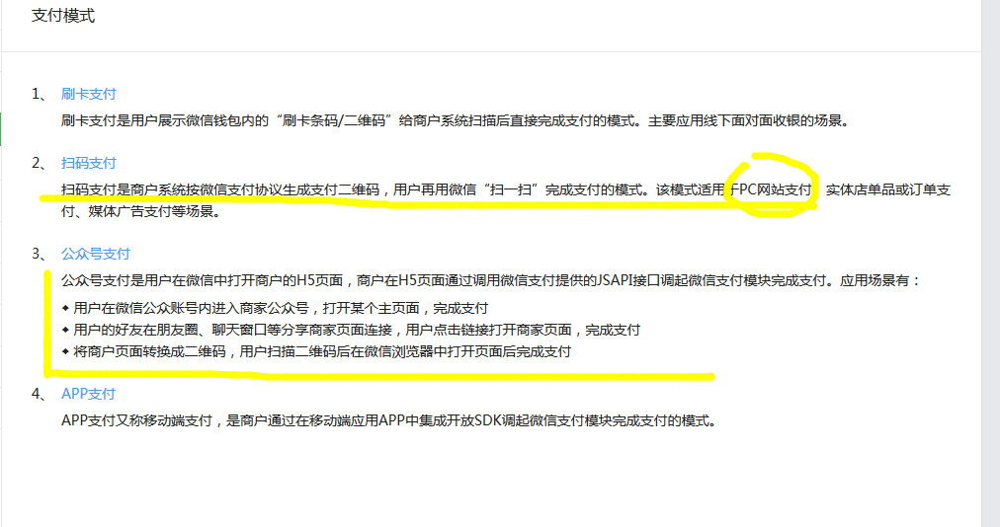 支付模式
1、 刷卡支付
刷卡支付是用户展示微信钱包内的“刷卡条码/二维码”给商户系统扫描后直接完成支付的模式。主要应用线下面对面收银的场景。
2、 扫码支付
扫码支付是商户系统按微信支付协议生成支付二维码，用户再用微信“扫一扫”完成支付的模式。该模式适用于PC网站支付、实体店单品或订单支
付、媒体广告支付等场景。
3、 公众号支付
公众号支付是用户在微信中打开商户的H5页面，商户在H5页面通过调用微信支付提供的JSAPI接口调起微信支付模块完成支付。应用场景有：
◆ 用户在微信公众账号内进入商家公众号，打开某个主页面，完成支付
◆ 用户的好友在朋友圈、聊天窗口等分享商家页面连接，用户点击链接打开商家页面，完成支付
◆ 将商户页面转换成二维码，用户扫描二维码后在微信浏览器中打开页面后完成支付
4、 APP支付
APP支付又称移动端支付，是商户通过在移动端应用APP中集成开放SDK调起微信支付模块完成支付的模式。